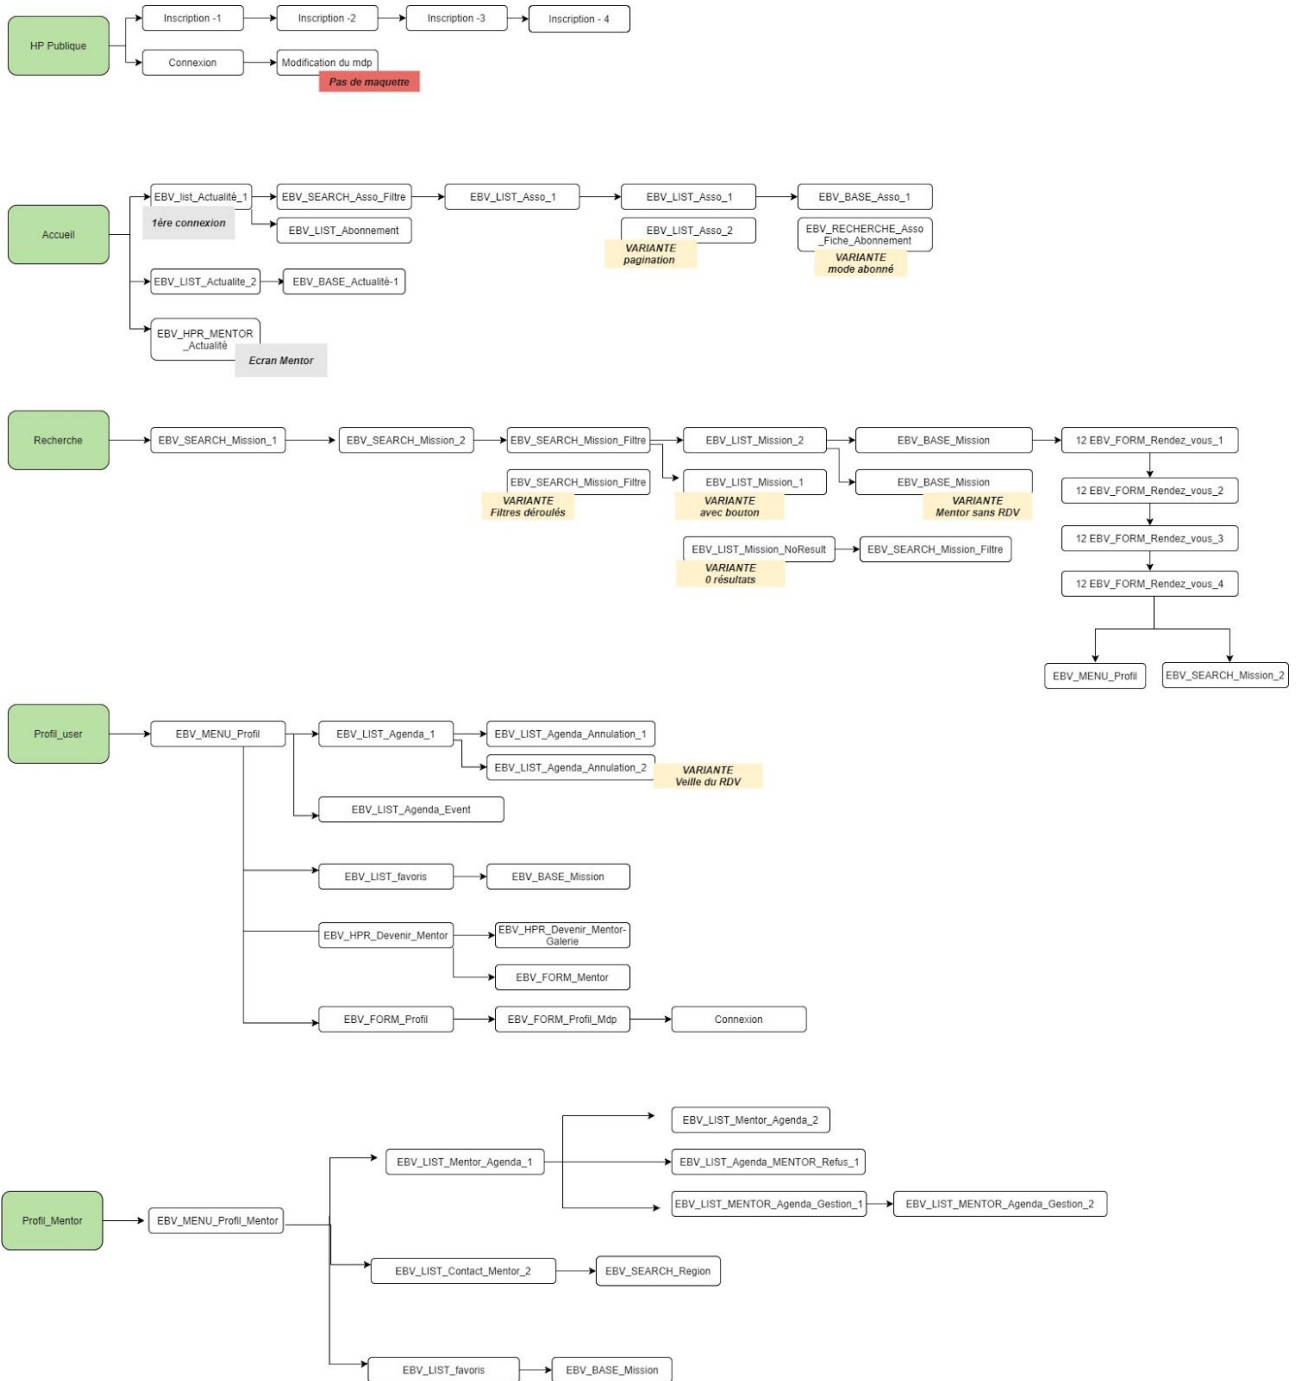 HP Publique
Inscription -1
Inscription -2
Inscription -3
Inscription - 4
Connexion
Modification du mdp
Pas de maquette
Accueil
EBV_list_Actualité_1
1ère connexion
EBV_SEARCH_Asso_Filtre
EBV_LIST_Asso_1
EBV_LIST_Asso_1
EBV_BASE_Asso_1
EBV_LIST_Abonnement
EBV_LIST_Asso_2
VARIANTE
pagination
EBV_RECHERCHE_Asso
_Fiche_Abonnement
VARIANTE
mode abonné
EBV_LIST_Actualite_2
EBV_BASE_Actualité-1
EBV_HPR_MENTOR
_Actualité
Ecran Mentor
Recherche
EBV_SEARCH_Mission_1
EBV_SEARCH_Mission_2
EBV_SEARCH_Mission_Filtre
EBV_LIST_Mission_2
EBV_BASE_Mission
12 EBV_FORM_Rendez_vous_1
EBV_SEARCH_Mission_Filtre
VARIANTE
Filtres déroulés
EBV_LIST_Mission_1
VARIANTE
avec bouton
EBV_BASE_Mission
VARIANTE
Mentor sans RDV
12 EBV_FORM_Rendez_vous_2
EBV_LIST_Mission_NoResult
VARIANTE
0 résultats
EBV_SEARCH_Mission_Filtre
12 EBV_FORM_Rendez_vous_3
12 EBV_FORM_Rendez_vous_4
EBV_MENU_Profil
EBV_SEARCH_Mission_2
Profil_user
EBV_MENU_Profil
EBV_LIST_Agenda_1
EBV_LIST_Agenda_Annulation_1
EBV_LIST_Agenda_Annulation_2
VARIANTE
Veille du RDV
EBV_LIST_Agenda_Event
EBV_LIST_favoris
EBV_BASE_Mission
EBV_HPR_Devenir_Mentor
EBV_HPR_Devenir_Mentor-
Galerie
EBV_FORM_Mentor
EBV_FORM_Profil
EBV_FORM_Profil_Mdp
Connexion
Profil_Mentor
EBV_MENU_Profil_Mentor
EBV_LIST_Mentor_Agenda_1
EBV_LIST_Mentor_Agenda_2
EBV_LIST_Agenda_MENTOR_Refus_1
EBV_LIST_MENTOR_Agenda_Gestion_1
EBV_LIST_MENTOR_Agenda_Gestion_2
EBV_LIST_Contact_Mentor_2
EBV_SEARCH_Region
EBV_LIST_favoris
EBV_BASE_Mission